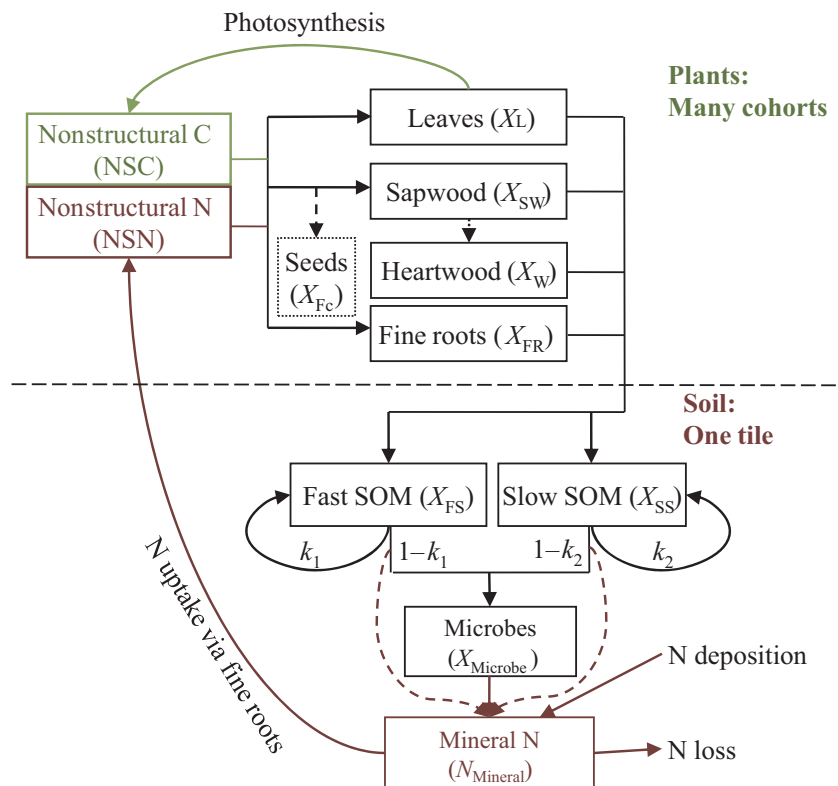 Photosynthesis
Plants:
Many cohorts
Nonstructural C
(NSC)
Nonstructural N
(NSN)
Leaves (XL)
Sapwood (XSW)
Seeds
(XFc)
Heartwood (XW)
Fine roots (XFR)
Soil:
One tile
Fast SOM (XFS)
Slow SOM (XSS)
k1
1–k1
1–k2
k2
N uptake via fine roots
Microbes
(XMicrobe)
N deposition
Mineral N
(NMineral)
N loss